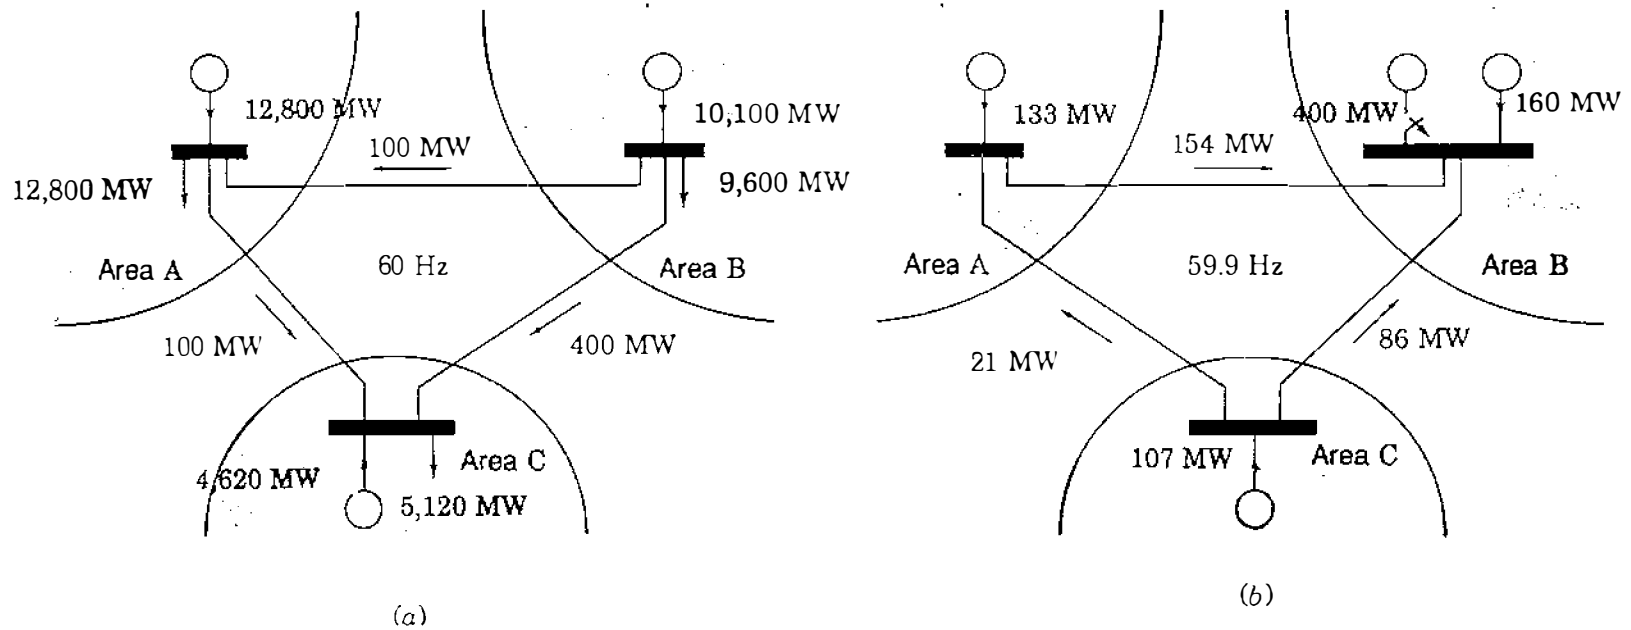 12,800 MW
10,100 MW
100 MW
12,800 MW
9,600 MW
Area A
60 Hz
Area B
100 MW
400 MW
Area C
4,620 MW
5,120 MW
(a)
133 MW
400 MW
160 MW
154 MW
Area A
59.9 Hz
Area B
21 MW
86 MW
107 MW
Area C
(b)